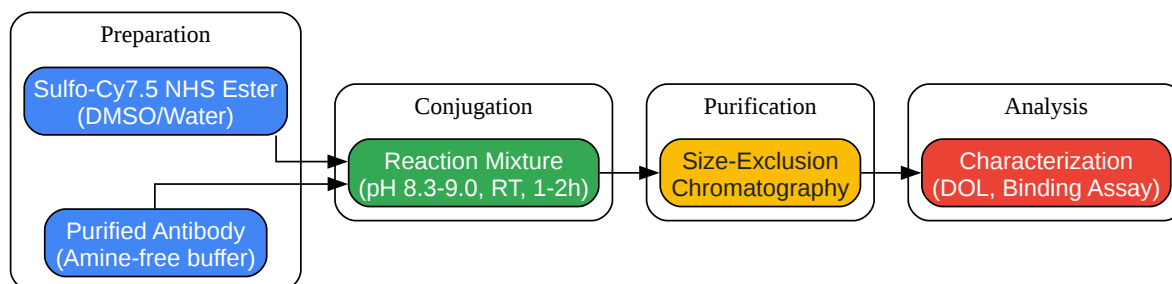 Preparation
Sulfo-Cy7.5 NHS Ester
(DMSO/Water)
Purified Antibody
(Amine-free buffer)
Conjugation
Reaction Mixture
(pH 8.3-9.0, RT, 1-2h)
Purification
Size-Exclusion
Chromatography
Analysis
Characterization
(DOL, Binding Assay)